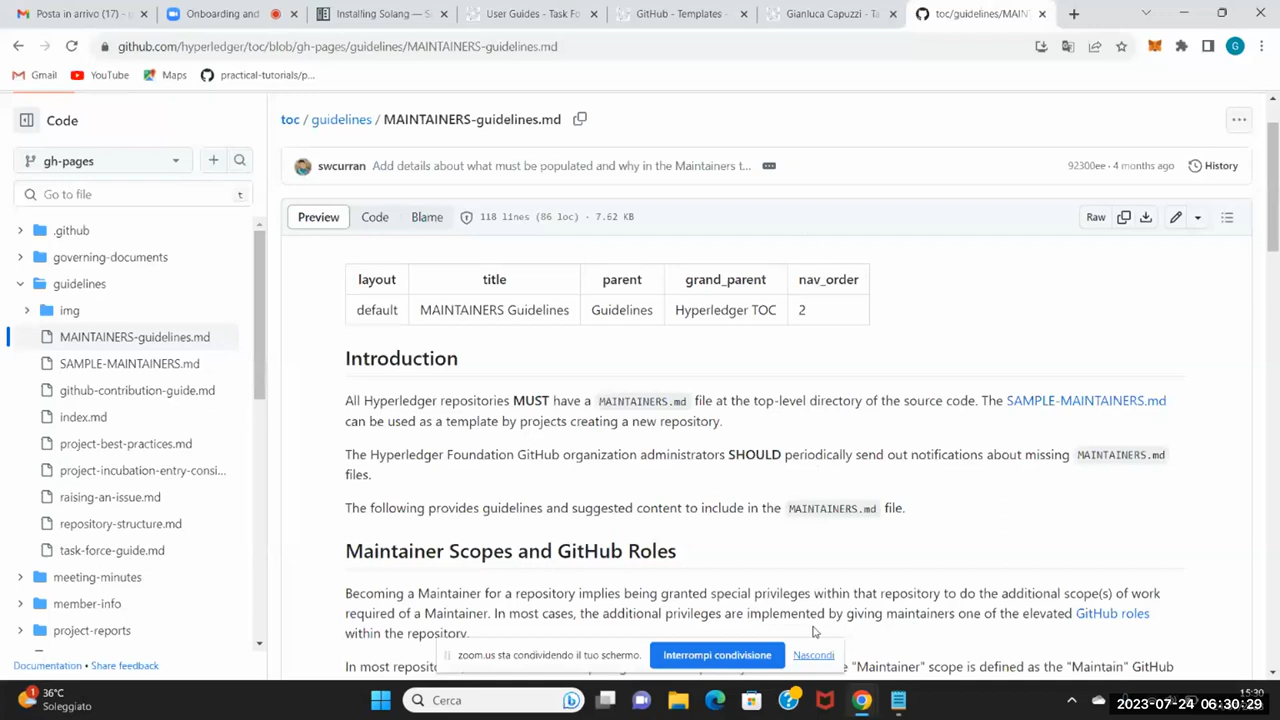 Posta in arrivo (17) -
Onboarding and
Installing Solang —
User Guides - Task Fo
GitHub - Templates -
Gianluca Capuzzi - T
toc/guidelines/MAIN
github.com/hyperledger/toc/blob/gh-pages/guidelines/MAINTAINERS-guidelines.md
G
Gmail
YouTube
Maps
practical-tutorials/p...
Code
toc / guidelines / MAINTAINERS-guidelines.md
gh-pages
swcurran Add details about what must be populated and why in the Maintainers t...
92300ee · 4 months ago
History
Go to file
t
Preview
Code
Blame
118 lines (86 loc) · 7.62 KB
Raw
.github
governing-documents
guidelines
img
MAINTAINERS-guidelines.md
SAMPLE-MAINTAINERS.md
github-contribution-guide.md
index.md
project-best-practices.md
project-incubation-entry-consi...
raising-an-issue.md
repository-structure.md
task-force-guide.md
meeting-minutes
member-info
project-reports
Documentation • Share feedback
layout title parent grand_parent nav_order
default MAINTAINERS Guidelines Guidelines Hyperledger TOC 2
Introduction
All Hyperledger repositories MUST have a MAINTAINERS.md file at the top-level directory of the source code. The SAMPLE-MAINTAINERS.md
can be used as a template by projects creating a new repository.
The Hyperledger Foundation GitHub organization administrators SHOULD periodically send out notifications about missing MAINTAINERS.md
files.
The following provides guidelines and suggested content to include in the MAINTAINERS.md file.
Maintainer Scopes and GitHub Roles
Becoming a Maintainer for a repository implies being granted special privileges within that repository to do the additional scope(s) of work
required of a Maintainer. In most cases, the additional privileges are implemented by giving maintainers one of the elevated GitHub roles
within the repository.
zoom.us sta condividendo il tuo schermo.
Interrompi condivisione
Nascondi
In most reposit
"Maintainer" scope is defined as the "Maintain" GitHub
1
36°C
Soleggiato
Cerca
15:30
2023-07-24 06:30:29